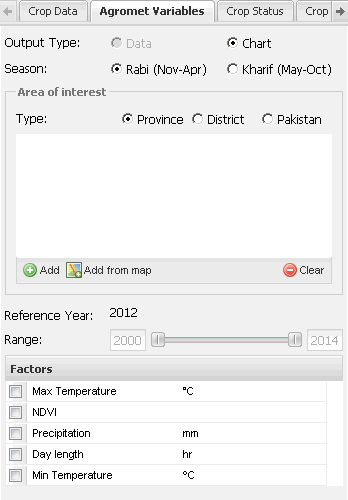 Crop Data Agromet Variables Crop Status Crop
Output Type: Data Chart
Season: Rabi (Nov-Apr) Kharif (May-Oct)
Area of interest
Type: Province District Pakistan
Add Add from map Clear
Reference Year: 2012
Range: 2000 2014
Factors
Max Temperature °C
NDVI
Precipitation mm
Day length hr
Min Temperature °C